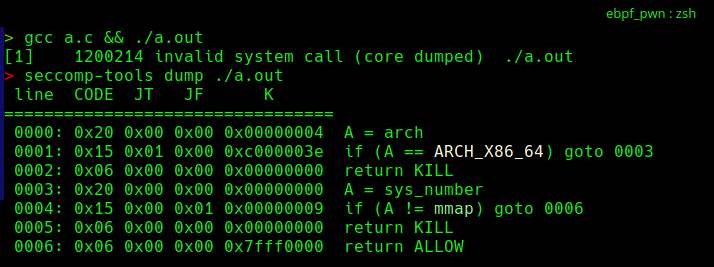 ebpf_pwn : zsh
> gcc a.c && ./a.out
[1]    1200214 invalid system call (core dumped)  ./a.out
> seccomp-tools dump ./a.out
 line  CODE  JT   JF      K
=================================
 0000: 0x20 0x00 0x00 0x00000004  A = arch
 0001: 0x15 0x01 0x00 0xc000003e  if (A == ARCH_X86_64) goto 0003
 0002: 0x06 0x00 0x00 0x00000000  return KILL
 0003: 0x20 0x00 0x00 0x00000000  A = sys_number
 0004: 0x15 0x00 0x01 0x00000009  if (A != mmap) goto 0006
 0005: 0x06 0x00 0x00 0x00000000  return KILL
 0006: 0x06 0x00 0x00 0x7fff0000  return ALLOW